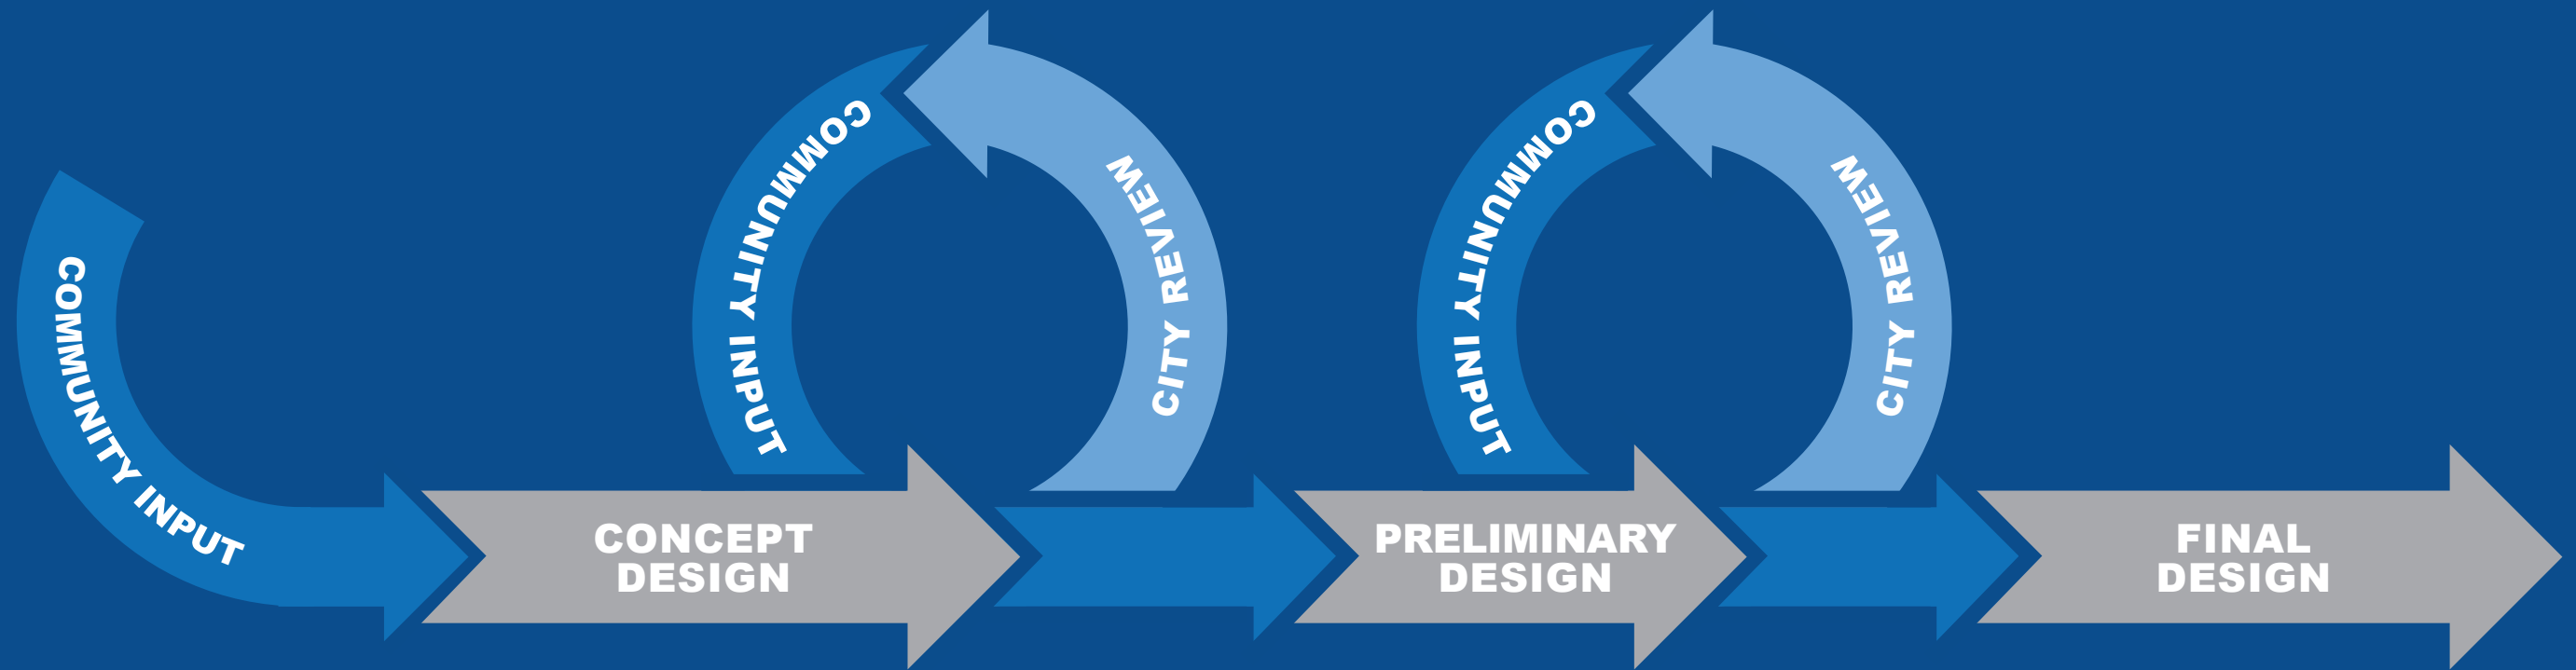 COMMUNITY INPUT
COMMUNITY INPUT
CITY REVIEW
COMMUNITY INPUT
CITY REVIEW
CONCEPT
DESIGN
PRELIMINARY
DESIGN
FINAL
DESIGN